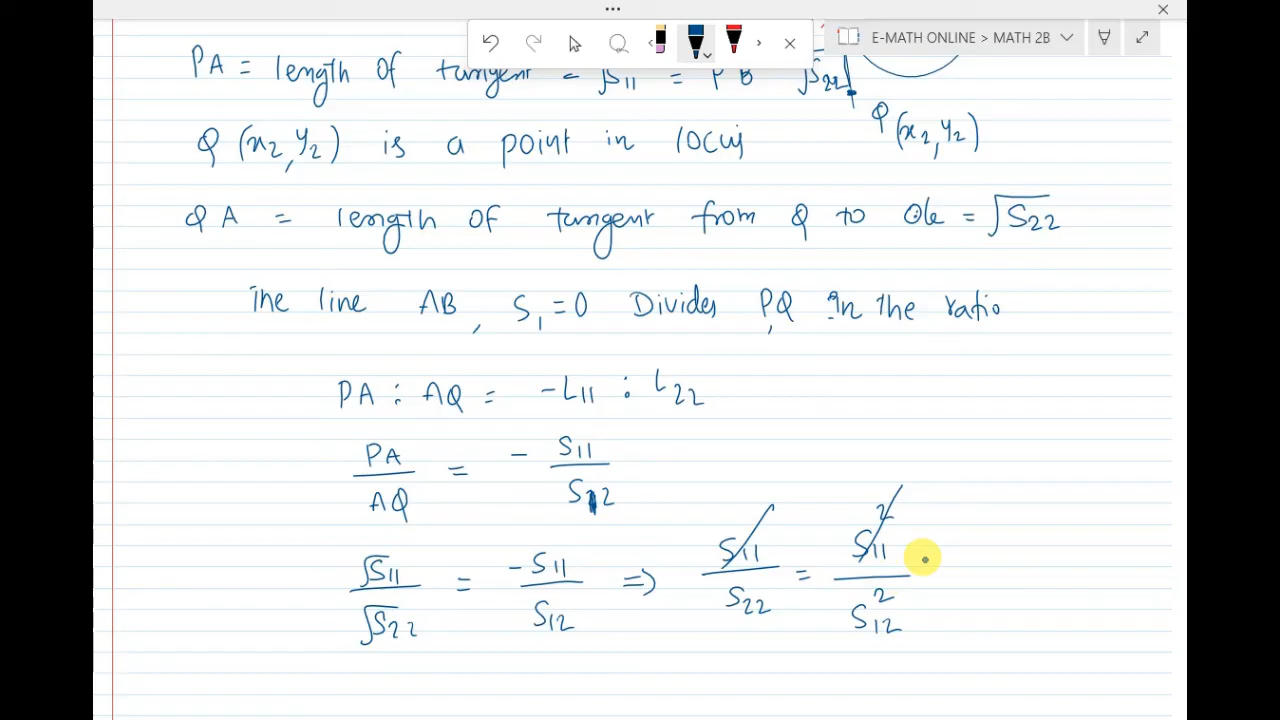 E-MATH ONLINE > MATH 2B
PA = length of tangent = √S11 = PB √S22
Q (x2, y2)
Q (x2, y2) is a point in locus
QA = length of tangent from Q to Ole = √S22
The line AB, S1 = 0 Divides PQ in the ratio
PA : AQ = -L11 : L22
PA/AQ = - S11/S12
√S11/√S22 = -S11/S12 ⇒ S11/S22 = S11²/S12²